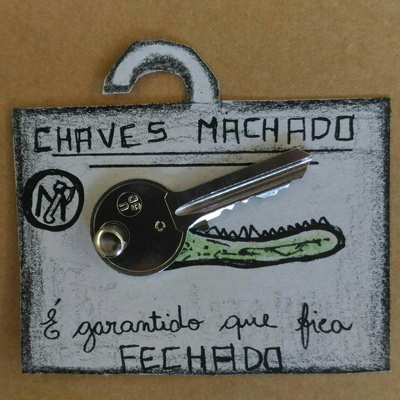 CHAVES MACHADO
É garantido que fica
FECHADO